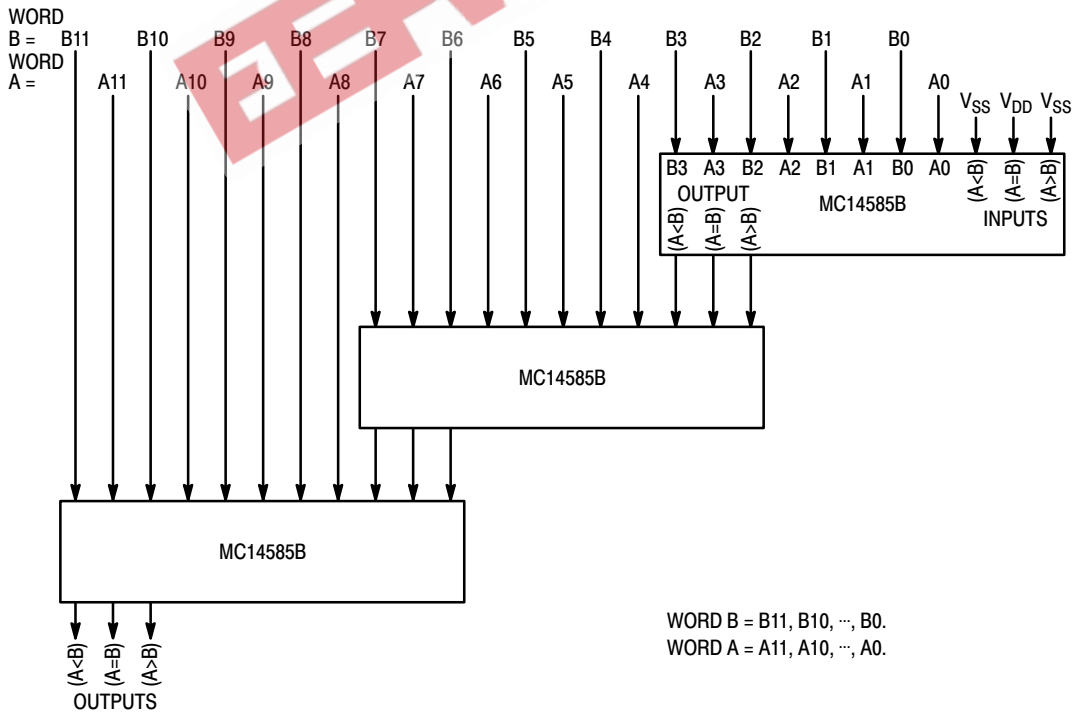 WORD
B = B11 B10 B9 B8 B7 B6 B5 B4 B3 B2 B1 B0
WORD
A = A11 A10 A9 A8 A7 A6 A5 A4 A3 A2 A1 A0
VSS VDD VSS
B3 A3 B2 A2 B1 A1 B0 A0 (A<B) (A=B) (A>B)
OUTPUT MC14585B INPUTS
(A<B) (A=B) (A>B)
MC14585B
MC14585B
(A<B) (A=B) (A>B)
OUTPUTS
WORD B = B11, B10, ···, B0.
WORD A = A11, A10, ···, A0.